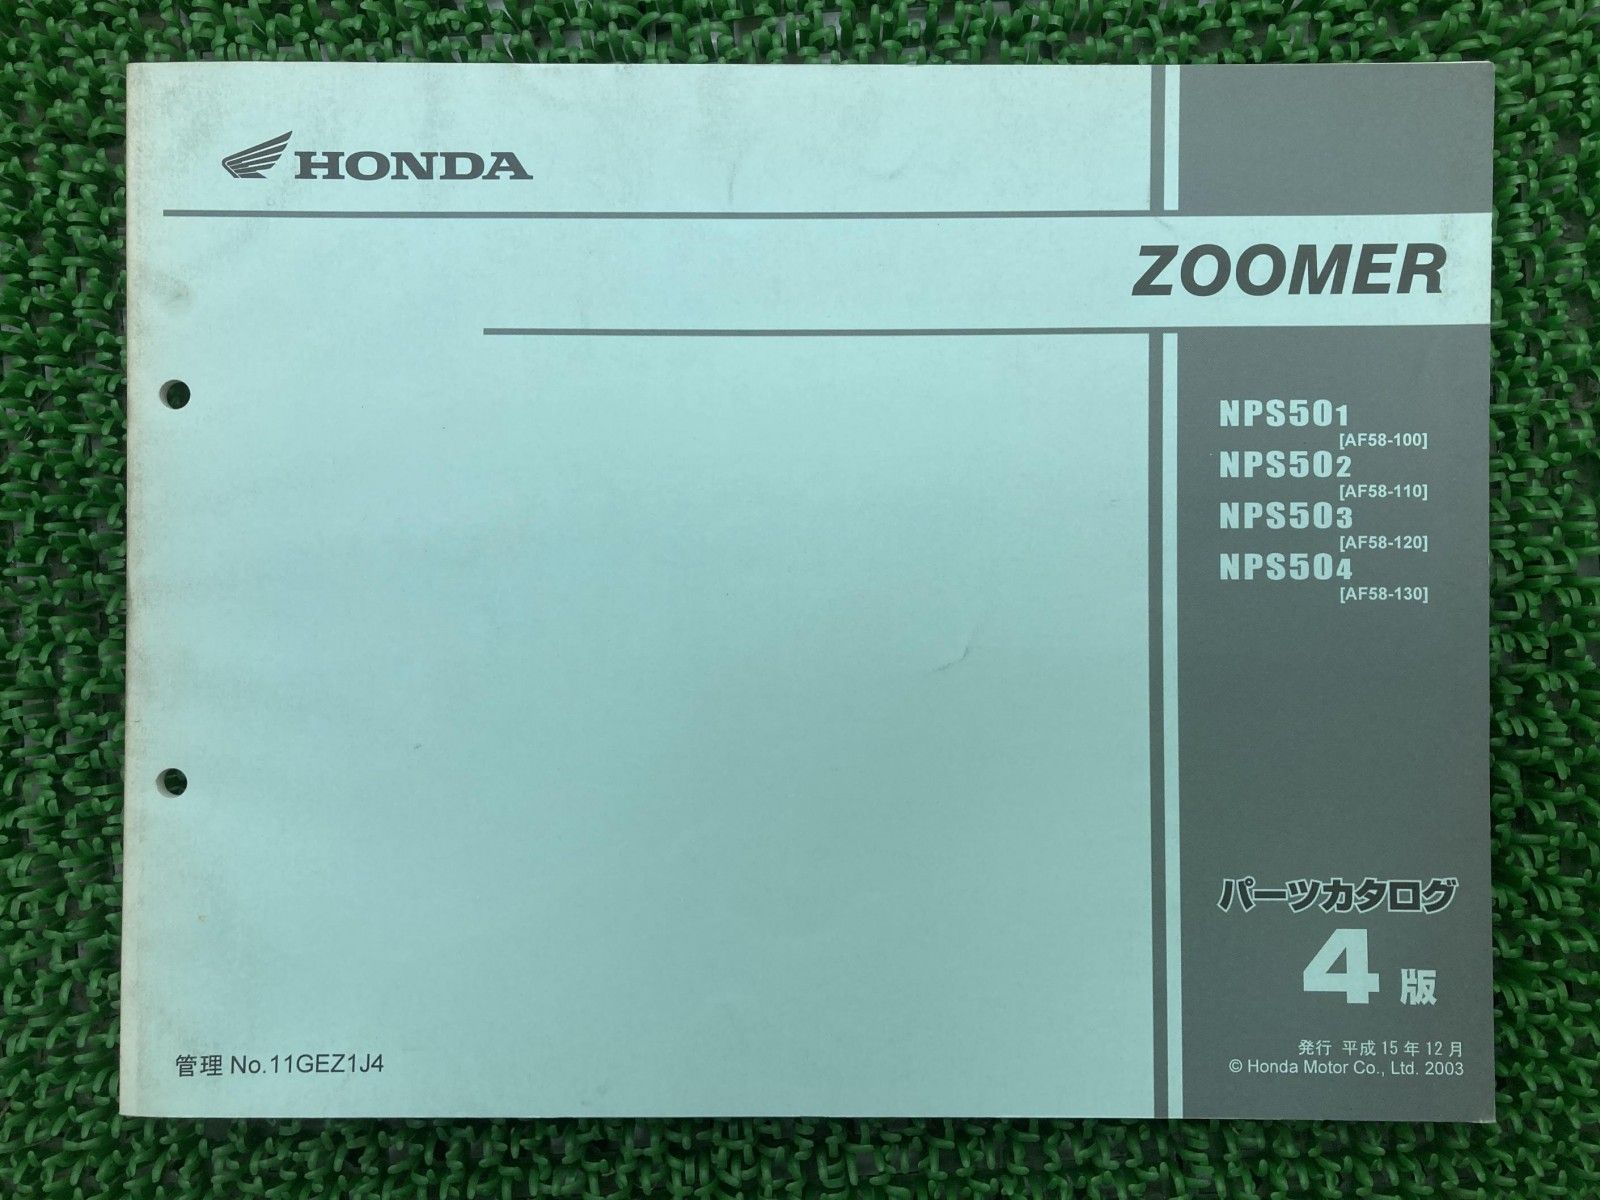 HONDA
ZOOMER
NPS501
[AF58-100]
NPS502
[AF58-110]
NPS503
[AF58-120]
NPS504
[AF58-130]
パーツカタログ
4版
発行 平成15年12月
© Honda Motor Co., Ltd. 2003
管理 No.11GEZ1J4